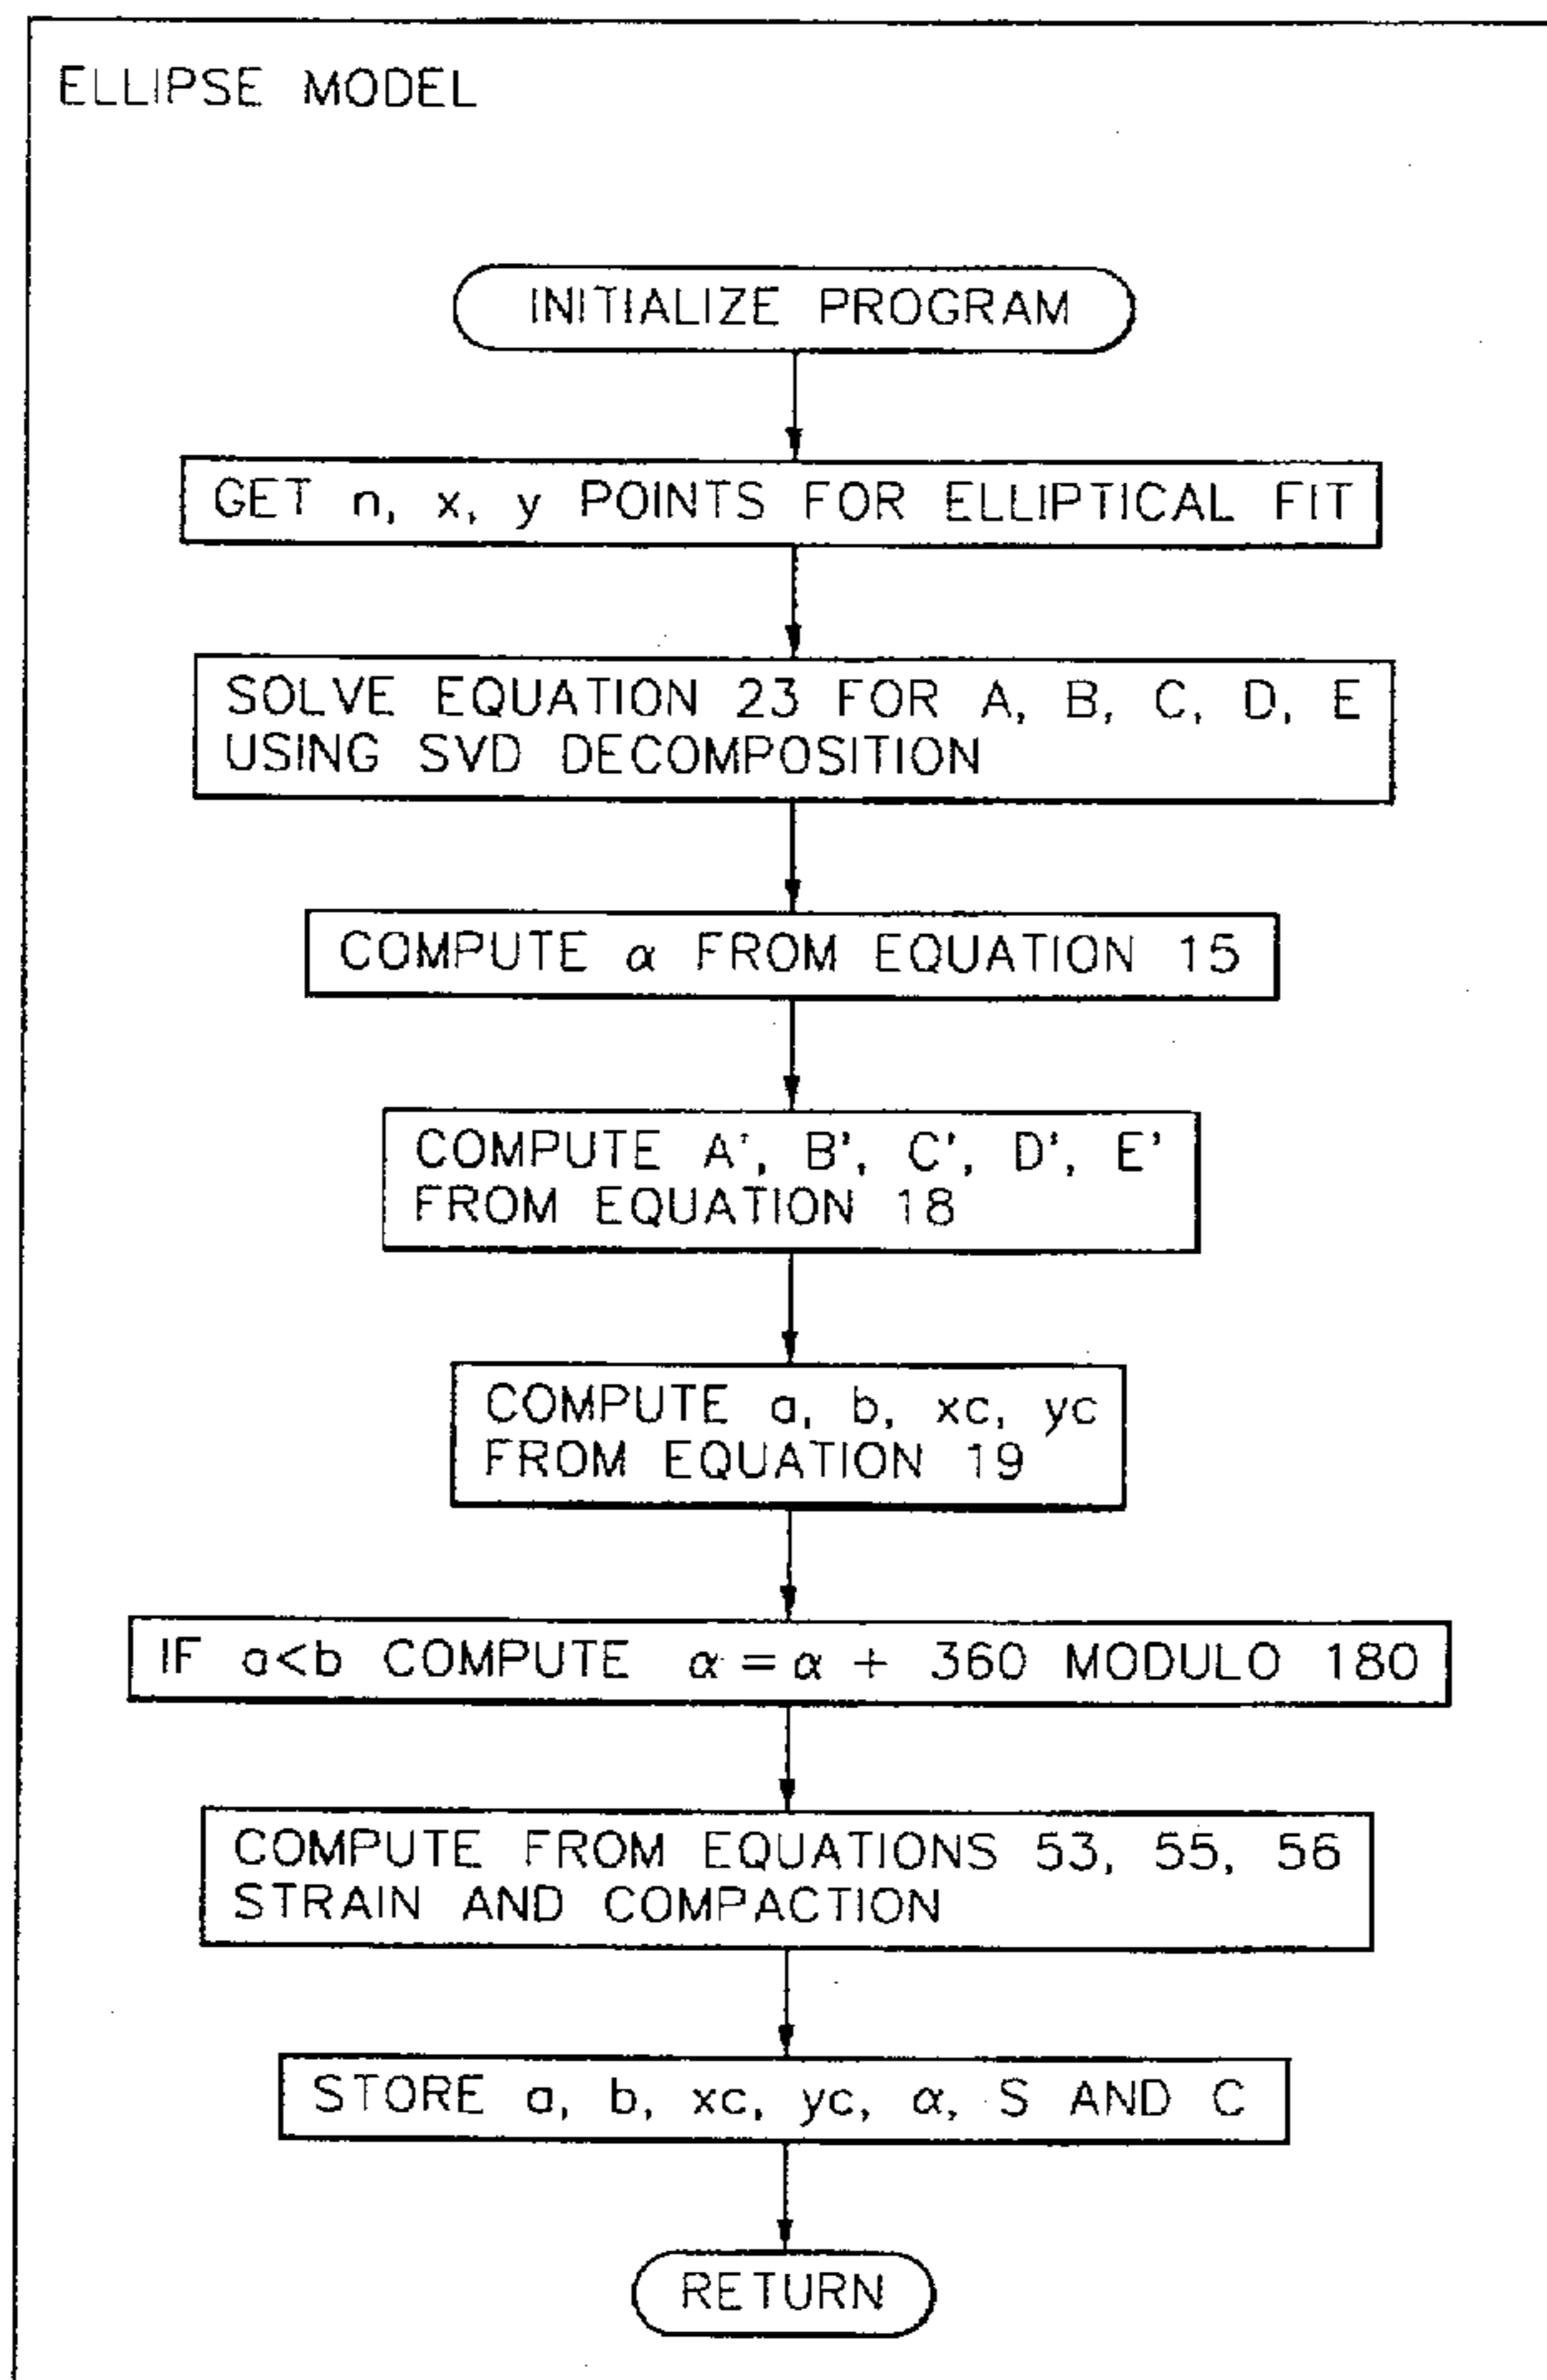 ELLIPSE MODEL
INITIALIZE PROGRAM
GET n, x, y POINTS FOR ELLIPTICAL FIT
SOLVE EQUATION 23 FOR A, B, C, D, E
USING SVD DECOMPOSITION
COMPUTE α FROM EQUATION 15
COMPUTE A', B', C', D', E'
FROM EQUATION 18
COMPUTE a, b, xc, yc
FROM EQUATION 19
IF a<b COMPUTE α = α + 360 MODULO 180
COMPUTE FROM EQUATIONS 53, 55, 56
STRAIN AND COMPACTION
STORE a, b, xc, yc, α, S AND C
RETURN